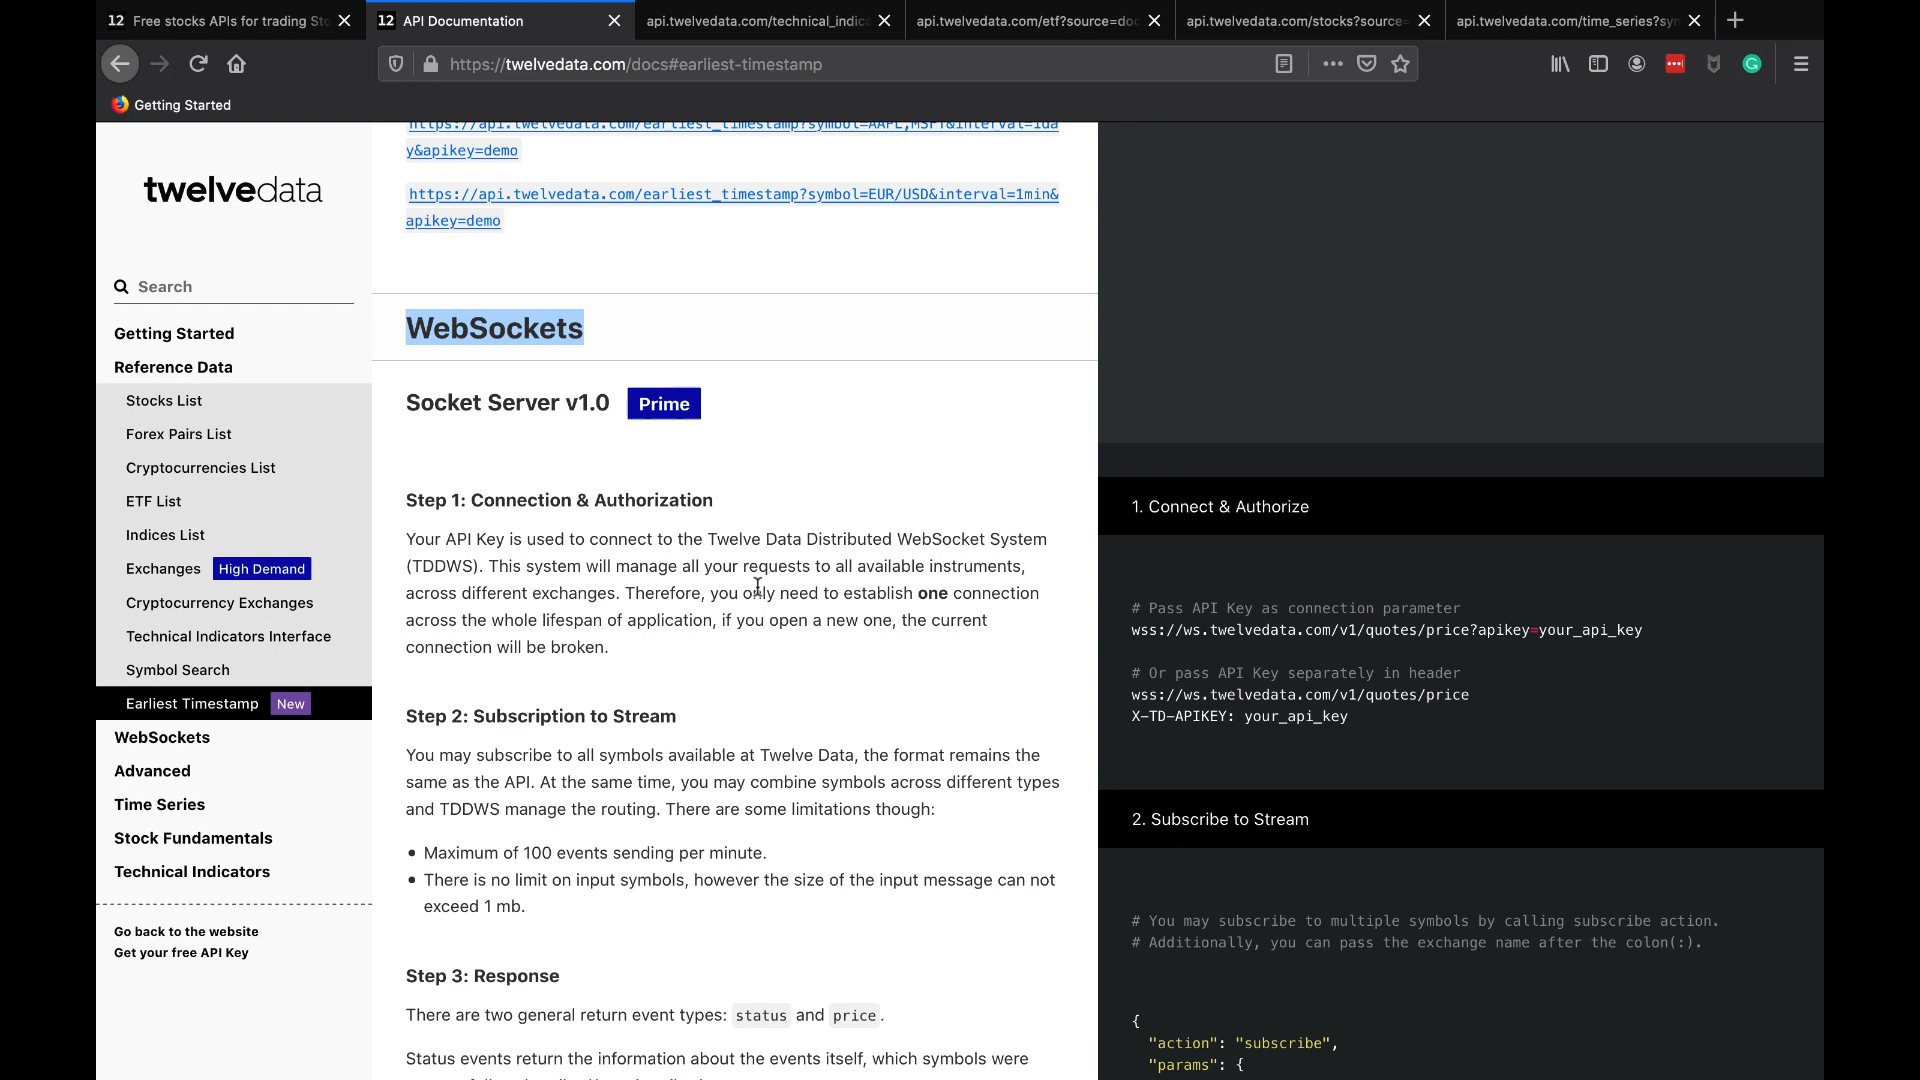 12 Free stocks APIs for trading Sto
12 API Documentation
api.twelvedata.com/technical_indica
api.twelvedata.com/etf?source=doc
api.twelvedata.com/stocks?source=
api.twelvedata.com/time_series?sym
https://twelvedata.com/docs#earliest-timestamp
Getting Started
twelvedata
Search
Getting Started
Reference Data
Stocks List
Forex Pairs List
Cryptocurrencies List
ETF List
Indices List
Exchanges High Demand
Cryptocurrency Exchanges
Technical Indicators Interface
Symbol Search
Earliest Timestamp New
WebSockets
Advanced
Time Series
Stock Fundamentals
Technical Indicators
Go back to the website
Get your free API Key
https://api.twelvedata.com/earliest_timestamp?symbol=AAPL,MSFT&interval=1da
y&apikey=demo
https://api.twelvedata.com/earliest_timestamp?symbol=EUR/USD&interval=1min&
apikey=demo
WebSockets
Socket Server v1.0 Prime
Step 1: Connection & Authorization
Your API Key is used to connect to the Twelve Data Distributed WebSocket System
(TDDWS). This system will manage all your requests to all available instruments,
across different exchanges. Therefore, you only need to establish one connection
across the whole lifespan of application, if you open a new one, the current
connection will be broken.
Step 2: Subscription to Stream
You may subscribe to all symbols available at Twelve Data, the format remains the
same as the API. At the same time, you may combine symbols across different types
and TDDWS manage the routing. There are some limitations though:
• Maximum of 100 events sending per minute.
• There is no limit on input symbols, however the size of the input message can not
exceed 1 mb.
Step 3: Response
There are two general return event types: status and price.
Status events return the information about the events itself, which symbols were
1. Connect & Authorize
# Pass API Key as connection parameter
wss://ws.twelvedata.com/v1/quotes/price?apikey=your_api_key
# Or pass API Key separately in header
wss://ws.twelvedata.com/v1/quotes/price
X-TD-APIKEY: your_api_key
2. Subscribe to Stream
# You may subscribe to multiple symbols by calling subscribe action.
# Additionally, you can pass the exchange name after the colon(:).
{
"action": "subscribe",
"params": {